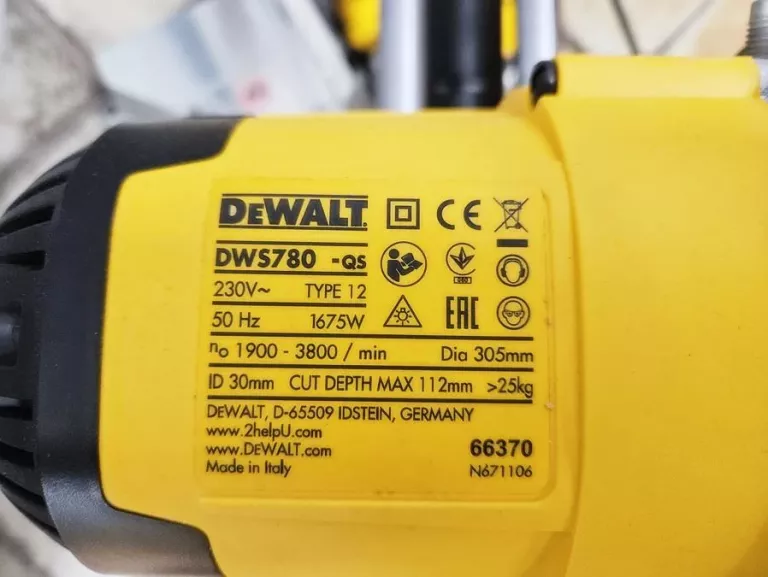 DEWALT
DWS780 -QS
230V~ TYPE 12
50 Hz 1675W
EAC
n0 1900 - 3800 / min Dia 305mm
ID 30mm CUT DEPTH MAX 112mm >25kg
DEWALT, D-65509 IDSTEIN, GERMANY
www.2helpU.com
www.DEWALT.com 66370
Made in Italy N671106